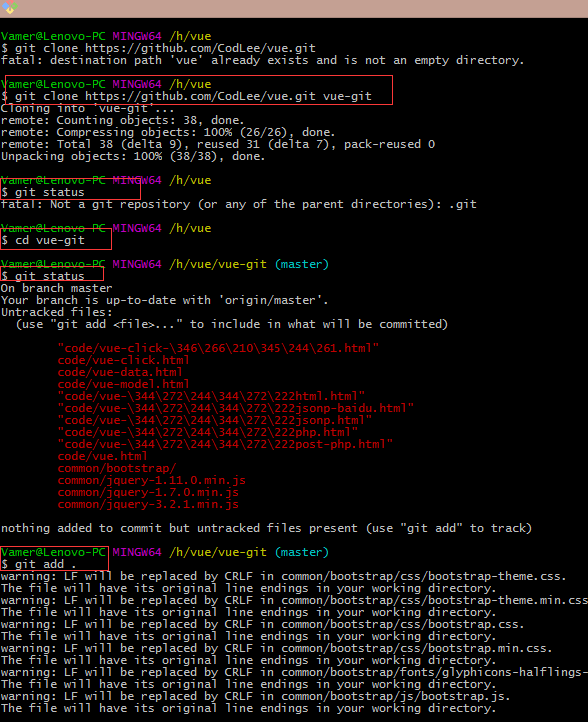 Vamer@Lenovo-PC MINGW64 /h/vue
$ git clone https://github.com/CodLee/vue.git
fatal: destination path 'vue' already exists and is not an empty directory.
Vamer@Lenovo-PC MINGW64 /h/vue
$ git clone https://github.com/CodLee/vue.git vue-git
Cloning into 'vue-git'...
remote: Counting objects: 38, done.
remote: Compressing objects: 100% (26/26), done.
remote: Total 38 (delta 9), reused 31 (delta 7), pack-reused 0
Unpacking objects: 100% (38/38), done.
Vamer@Lenovo-PC MINGW64 /h/vue
$ git status
fatal: Not a git repository (or any of the parent directories): .git
Vamer@Lenovo-PC MINGW64 /h/vue
$ cd vue-git
Vamer@Lenovo-PC MINGW64 /h/vue/vue-git (master)
$ git status
On branch master
Your branch is up-to-date with 'origin/master'.
Untracked files:
(use "git add <file>..." to include in what will be committed)
"code/vue-click-\346\266\210\345\244\261.html"
code/vue-click.html
code/vue-data.html
code/vue-model.html
"code/vue-\344\272\244\344\272\222html.html"
"code/vue-\344\272\244\344\272\222jsonp-baidu.html"
"code/vue-\344\272\244\344\272\222jsonp.html"
"code/vue-\344\272\244\344\272\222php.html"
"code/vue-\344\272\244\344\272\222post-php.html"
code/vue.html
common/bootstrap/
common/jquery-1.11.0.min.js
common/jquery-1.7.0.min.js
common/jquery-3.2.1.min.js
nothing added to commit but untracked files present (use "git add" to track)
Vamer@Lenovo-PC MINGW64 /h/vue/vue-git (master)
$ git add .
warning: LF will be replaced by CRLF in common/bootstrap/css/bootstrap-theme.css.
The file will have its original line endings in your working directory.
warning: LF will be replaced by CRLF in common/bootstrap/css/bootstrap-theme.min.css
The file will have its original line endings in your working directory.
warning: LF will be replaced by CRLF in common/bootstrap/css/bootstrap.css.
The file will have its original line endings in your working directory.
warning: LF will be replaced by CRLF in common/bootstrap/css/bootstrap.min.css.
The file will have its original line endings in your working directory.
warning: LF will be replaced by CRLF in common/bootstrap/fonts/glyphicons-halflings-
The file will have its original line endings in your working directory.
warning: LF will be replaced by CRLF in common/bootstrap/js/bootstrap.js.
The file will have its original line endings in your working directory.